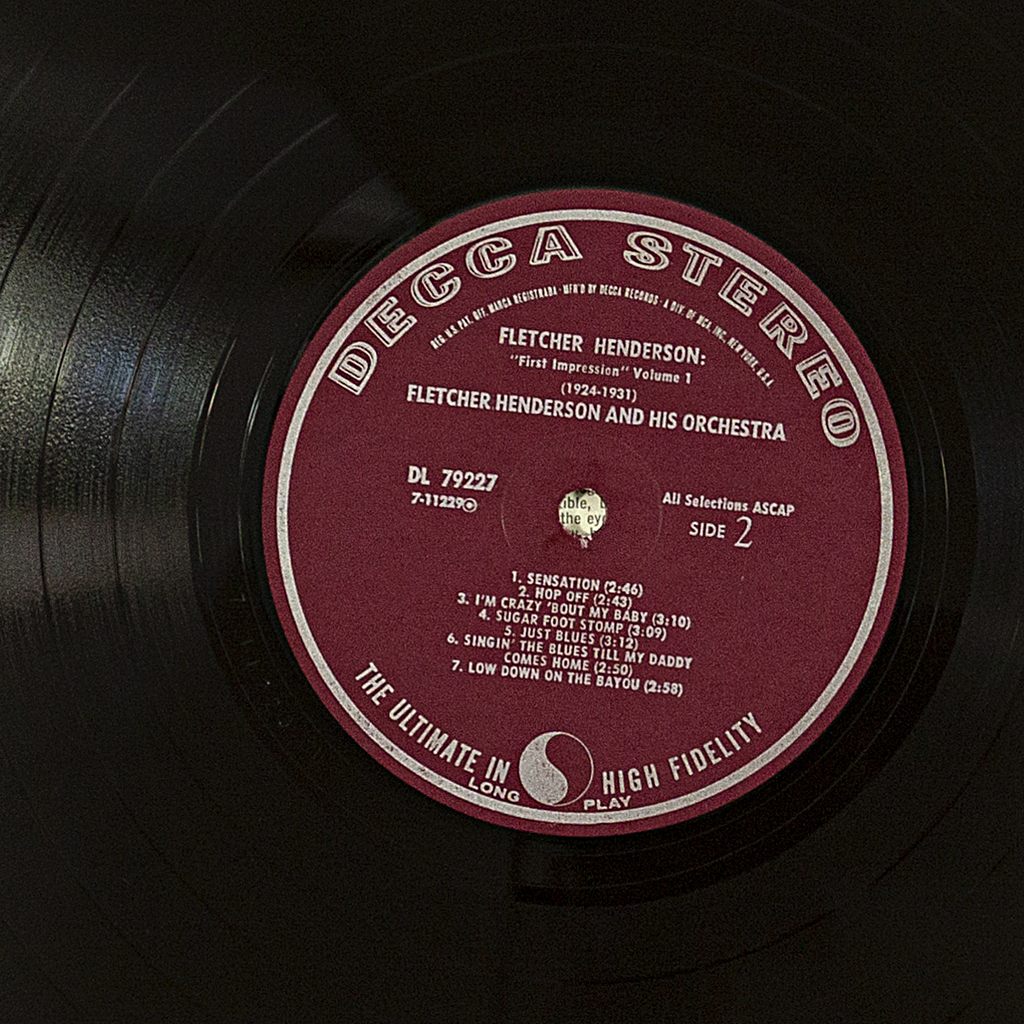 DECCA STEREO
REG. U.S. PAT. OFF. MARCA REGISTRADA · MFR'D BY DECCA RECORDS · A DIV. OF MCA INC., NEW YORK, U.S.A.
FLETCHER HENDERSON:
"First Impression" Volume 1
(1924-1931)
FLETCHER HENDERSON AND HIS ORCHESTRA
DL 79227
7-11229
All Selections ASCAP
SIDE 2
the ey
1. SENSATION (2:46)
2. HOP OFF (2:43)
3. I'M CRAZY 'BOUT MY BABY (3:10)
4. SUGAR FOOT STOMP (3:09)
5. JUST BLUES (3:12)
6. SINGIN' THE BLUES TILL MY DADDY
COMES HOME (2:50)
7. LOW DOWN ON THE BAYOU (2:58)
THE ULTIMATE IN HIGH FIDELITY
LONG PLAY